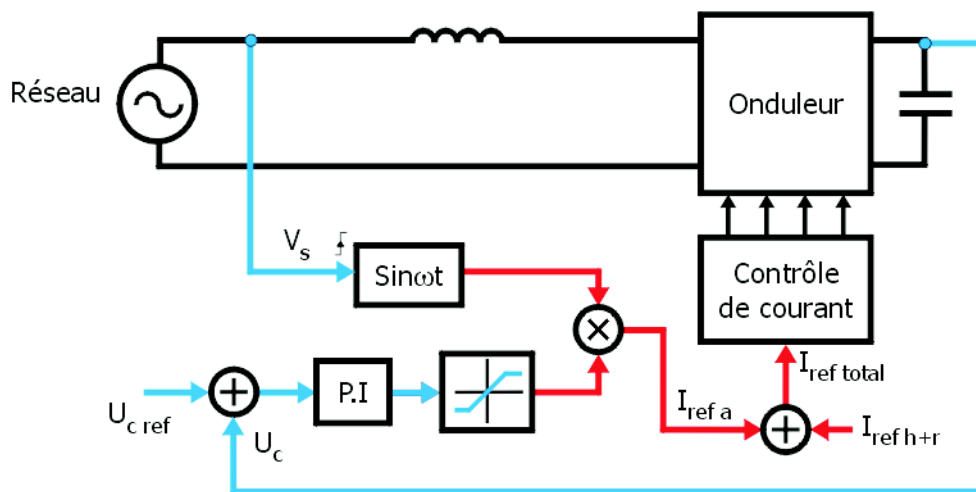 Réseau
Onduleur
Vs
Sinωt
Contrôle
de courant
Iref total
P.I
Uc ref
Uc
Iref a
Iref h+r